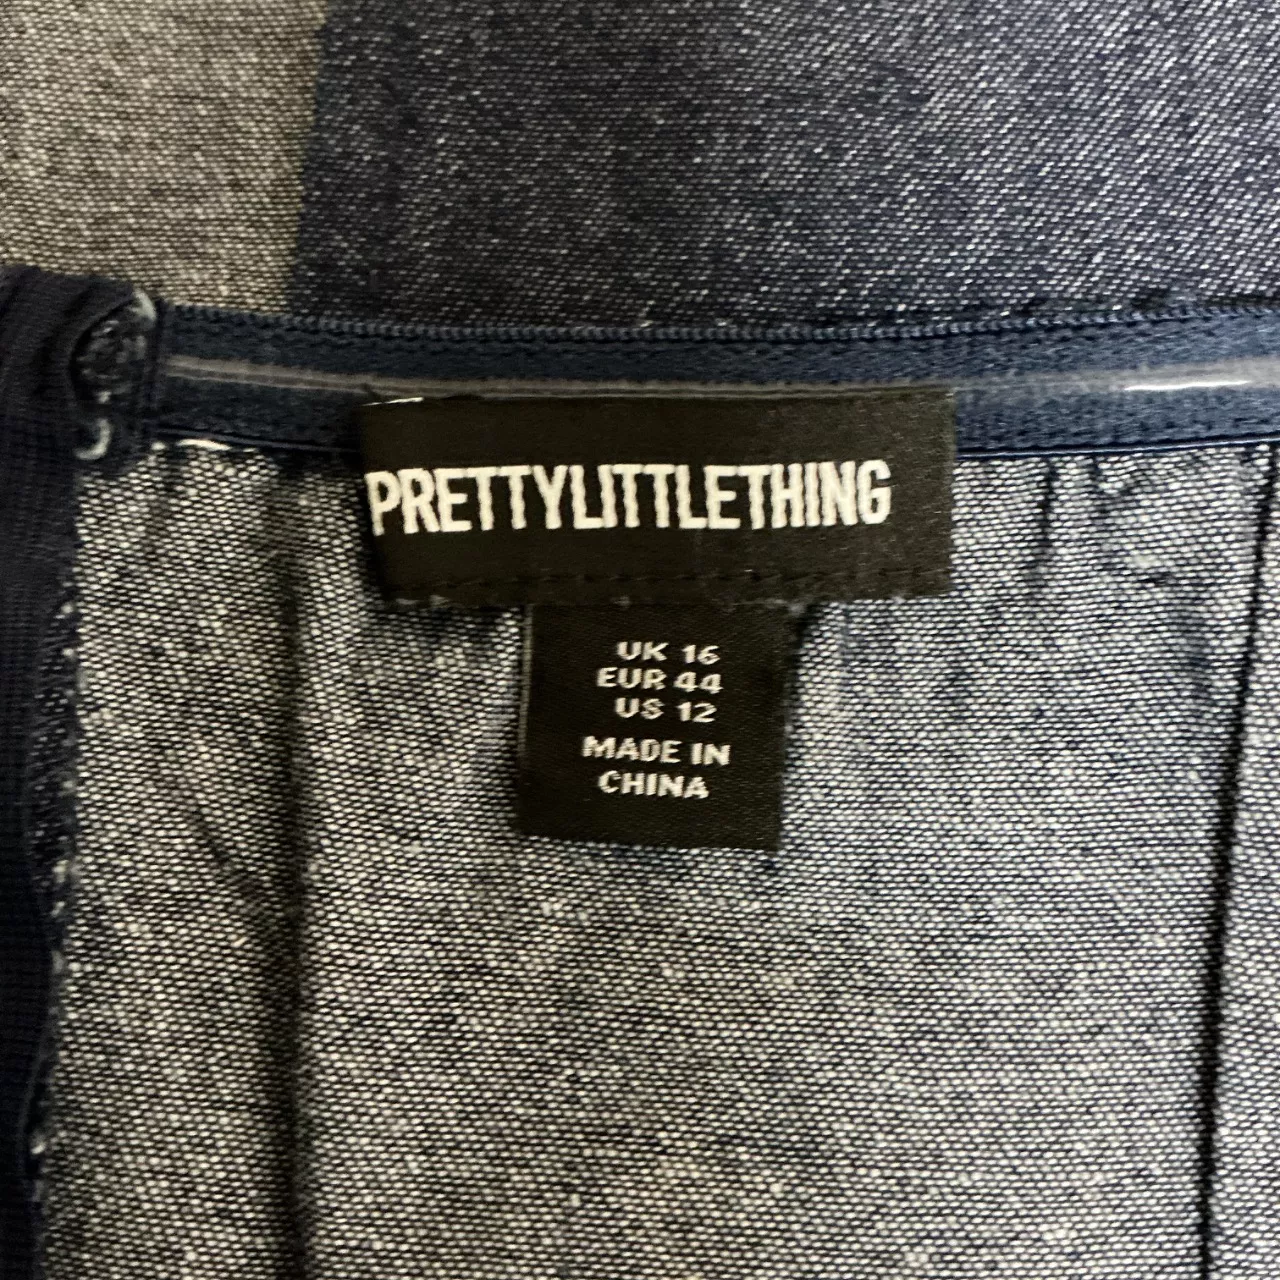 PRETTYLITTLETHING
UK 16
EUR 44
US 12
MADE IN
CHINA